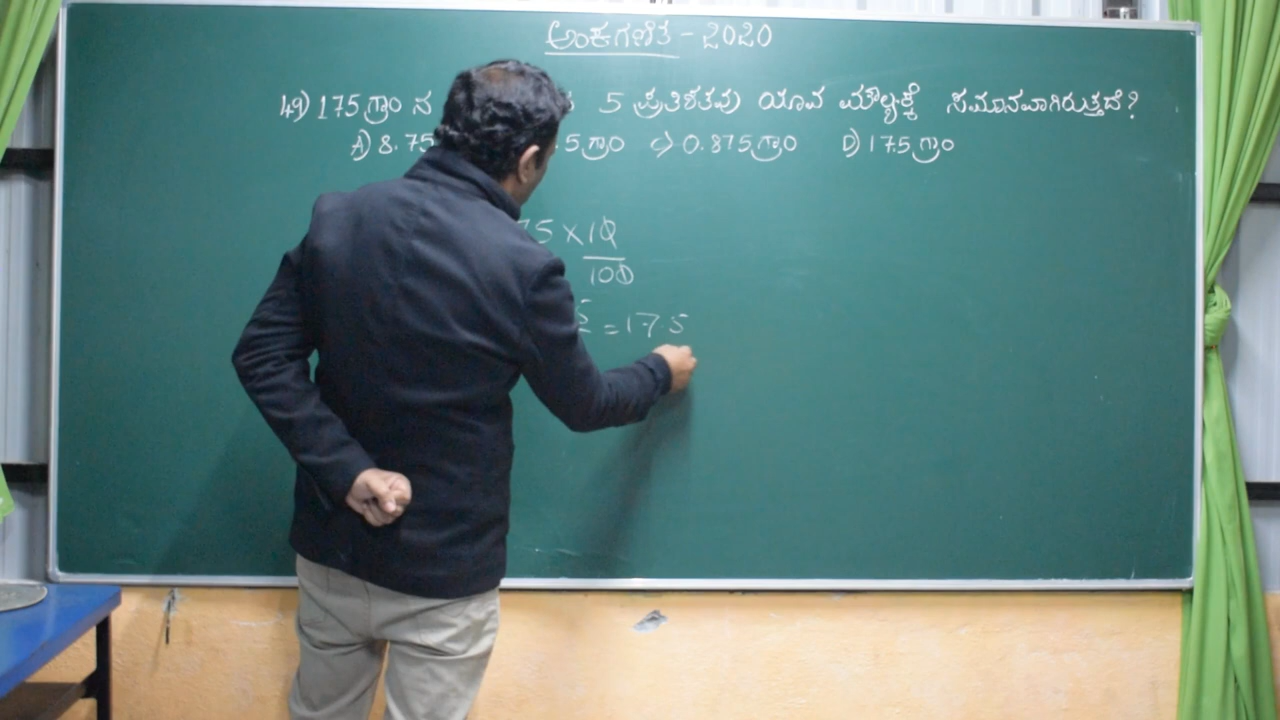 ಅಂಕಗಣಿತ - 2020
49) 175 ಗ್ರಾಂ ನ 5 ಪ್ರತಿಶತವು ಯಾವ ಮೌಲ್ಯಕ್ಕೆ ಸಮಾನವಾಗಿರುತ್ತದೆ?
A) 8.75 .5 ಗ್ರಾಂ C) 0.875 ಗ್ರಾಂ D) 17.5 ಗ್ರಾಂ
75 × 10
100
= 17.5